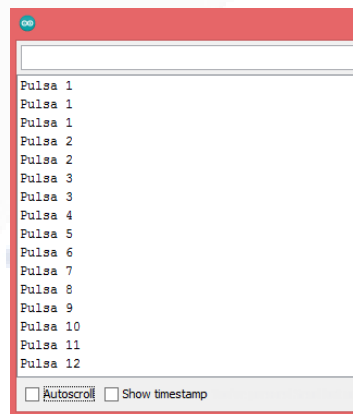 Pulsa 1
Pulsa 1
Pulsa 1
Pulsa 2
Pulsa 2
Pulsa 3
Pulsa 3
Pulsa 4
Pulsa 5
Pulsa 6
Pulsa 7
Pulsa 8
Pulsa 9
Pulsa 10
Pulsa 11
Pulsa 12
Autoscroll Show timestamp